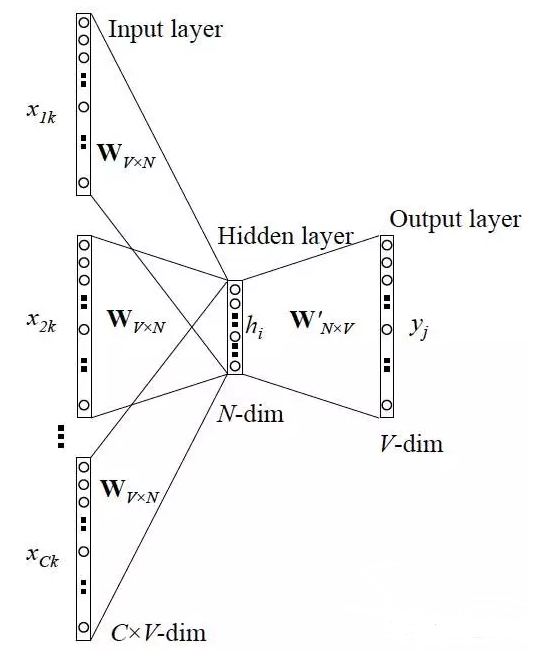 Input layer
x1k
WV×N
Output layer
Hidden layer
x2k
WV×N
hi
W'N×V
yj
N-dim
V-dim
WV×N
xCk
C×V-dim